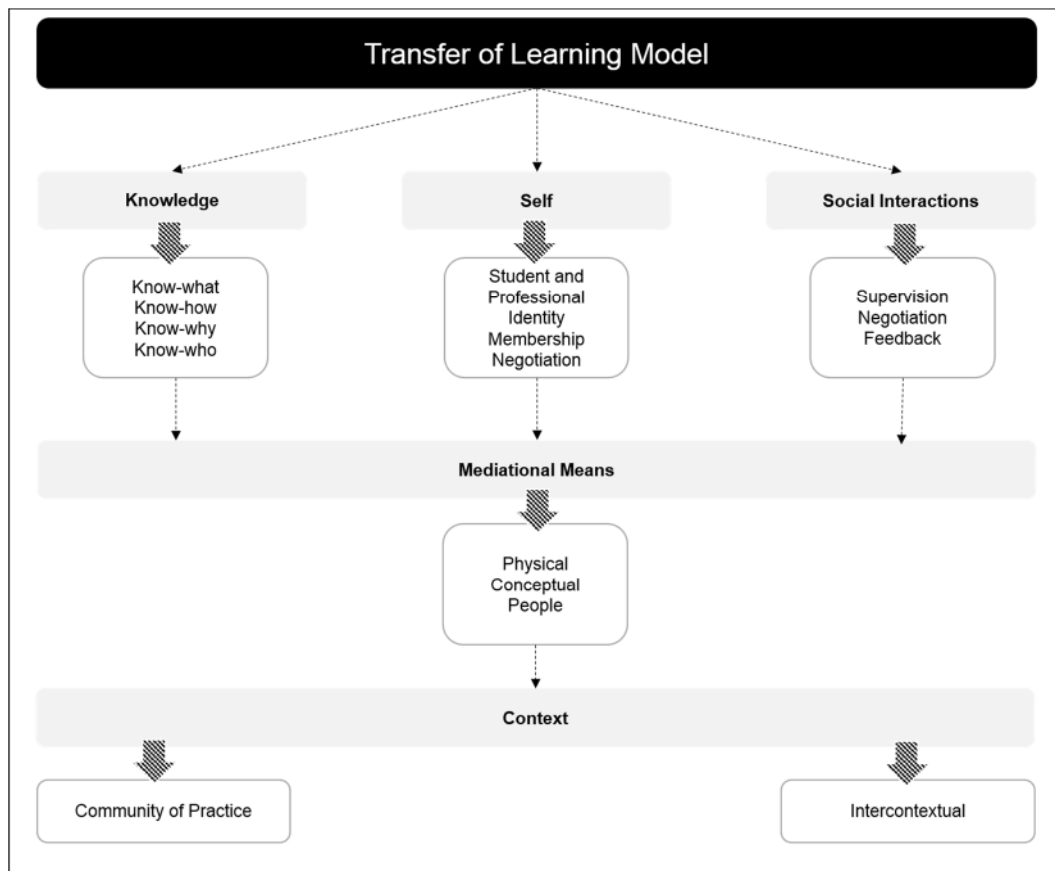 Transfer of Learning Model
Knowledge
Self
Social Interactions
Know-what
Know-how
Know-why
Know-who
Student and
Professional
Identity
Membership
Negotiation
Supervision
Negotiation
Feedback
Mediational Means
Physical
Conceptual
People
Context
Community of Practice
Intercontextual